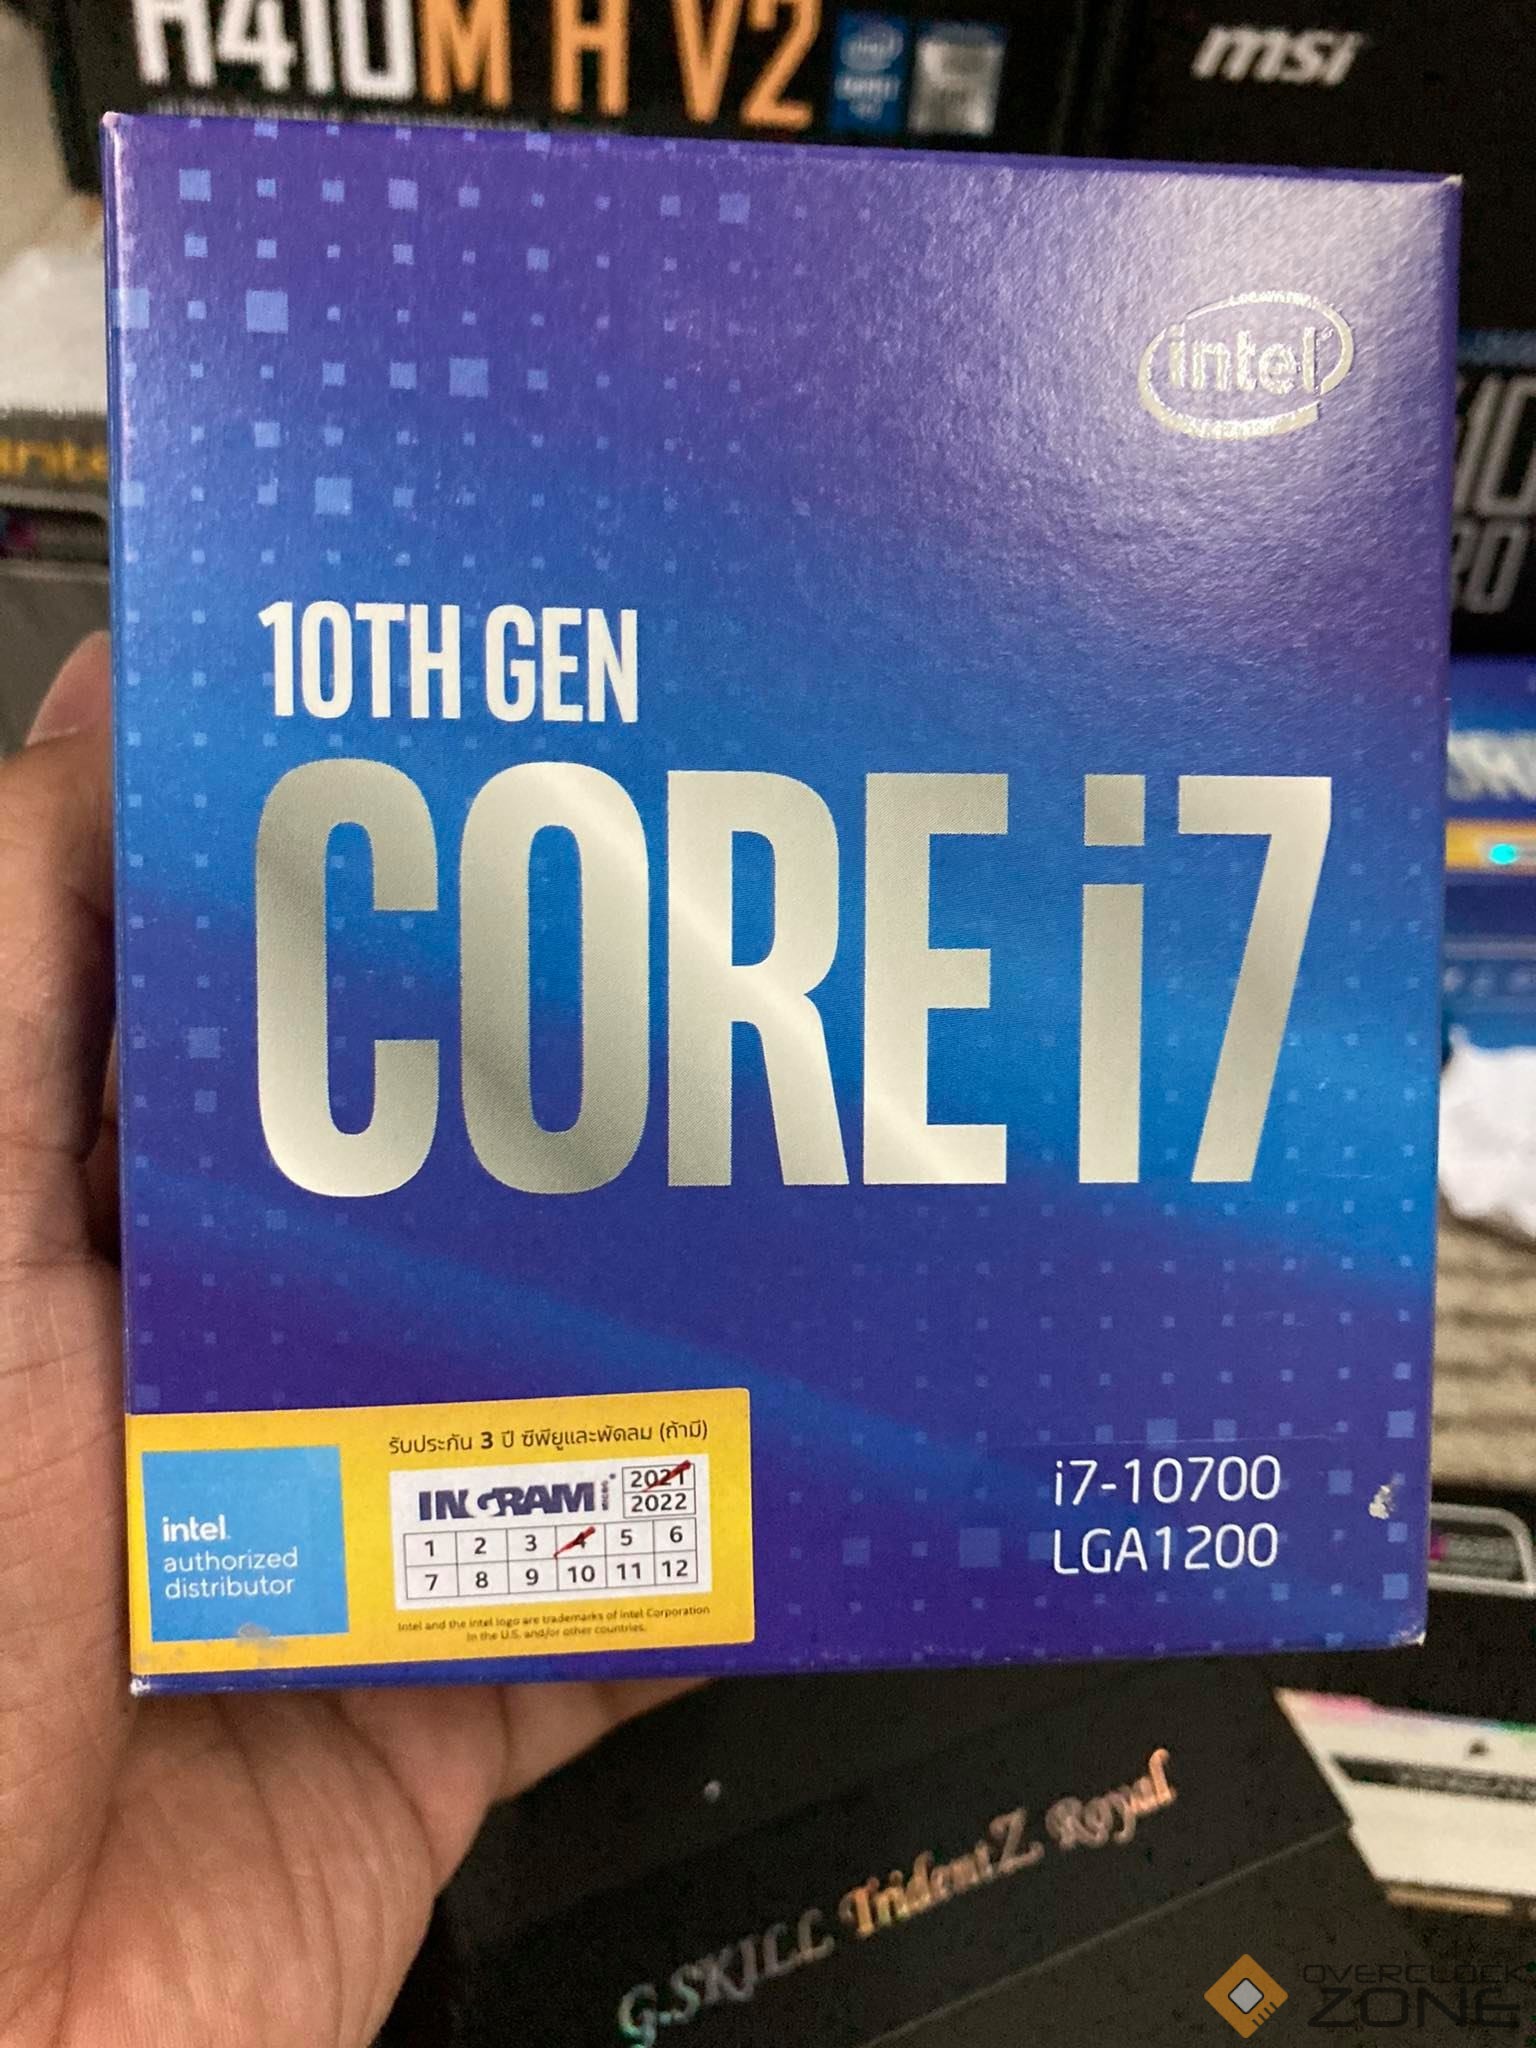 H410M H V2
msi
intel
10TH GEN
CORE i7
i7-10700
LGA1200
รับประกัน 3 ปี ซีพียูและพัดลม (ถ้ามี)
INGRAM MICRO
2021
2022
1 2 3 4 5 6
7 8 9 10 11 12
intel
authorized
distributor
Intel and the intel logo are trademarks of Intel Corporation
in the U.S. and/or other countries.
G.SKILL TridentZ Royal
OVERCLOCK
ZONE